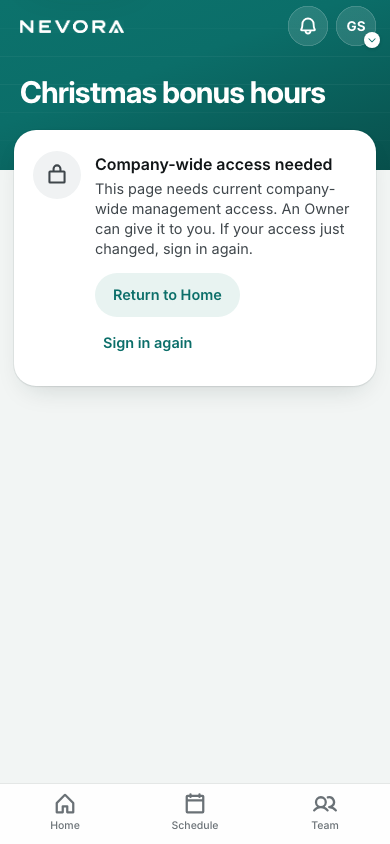 NEVORA
GS
Christmas bonus hours
Company-wide access needed
This page needs current company-
wide management access. An Owner
can give it to you. If your access just
changed, sign in again.
Return to Home
Sign in again
Home
Schedule
Team